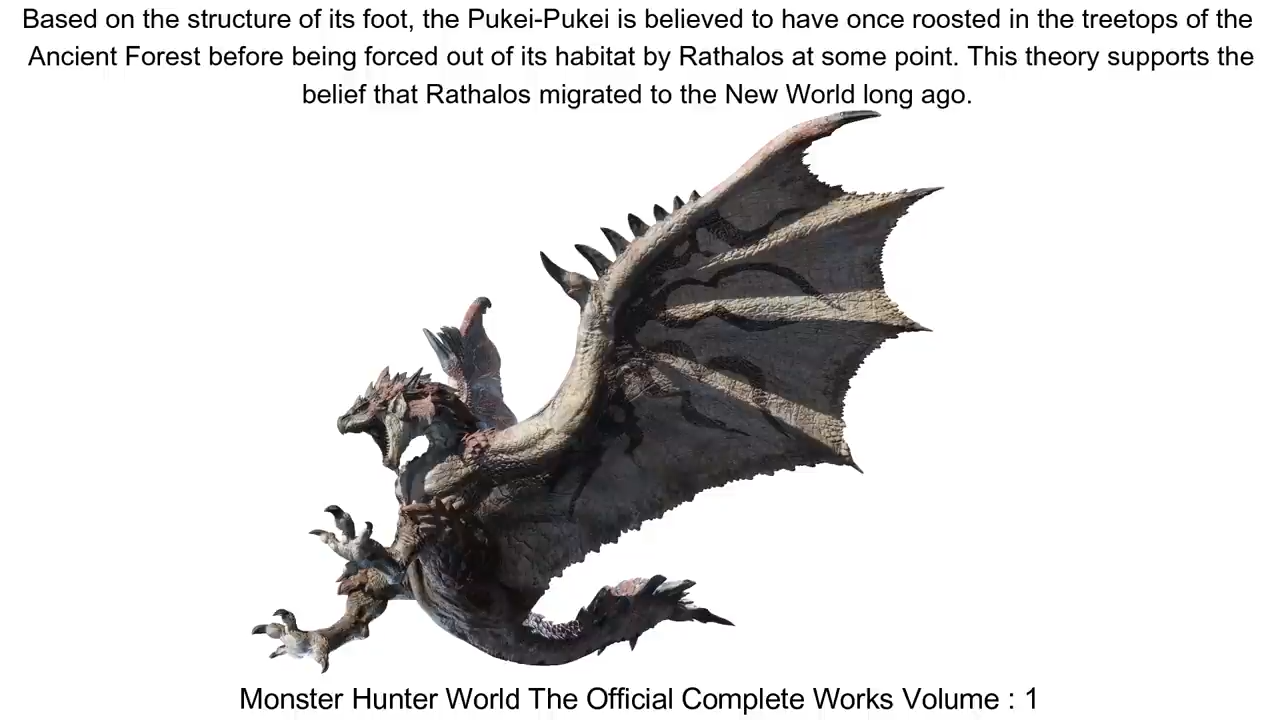 Based on the structure of its foot, the Pukei-Pukei is believed to have once roosted in the treetops of the
Ancient Forest before being forced out of its habitat by Rathalos at some point. This theory supports the
belief that Rathalos migrated to the New World long ago.
Monster Hunter World The Official Complete Works Volume : 1